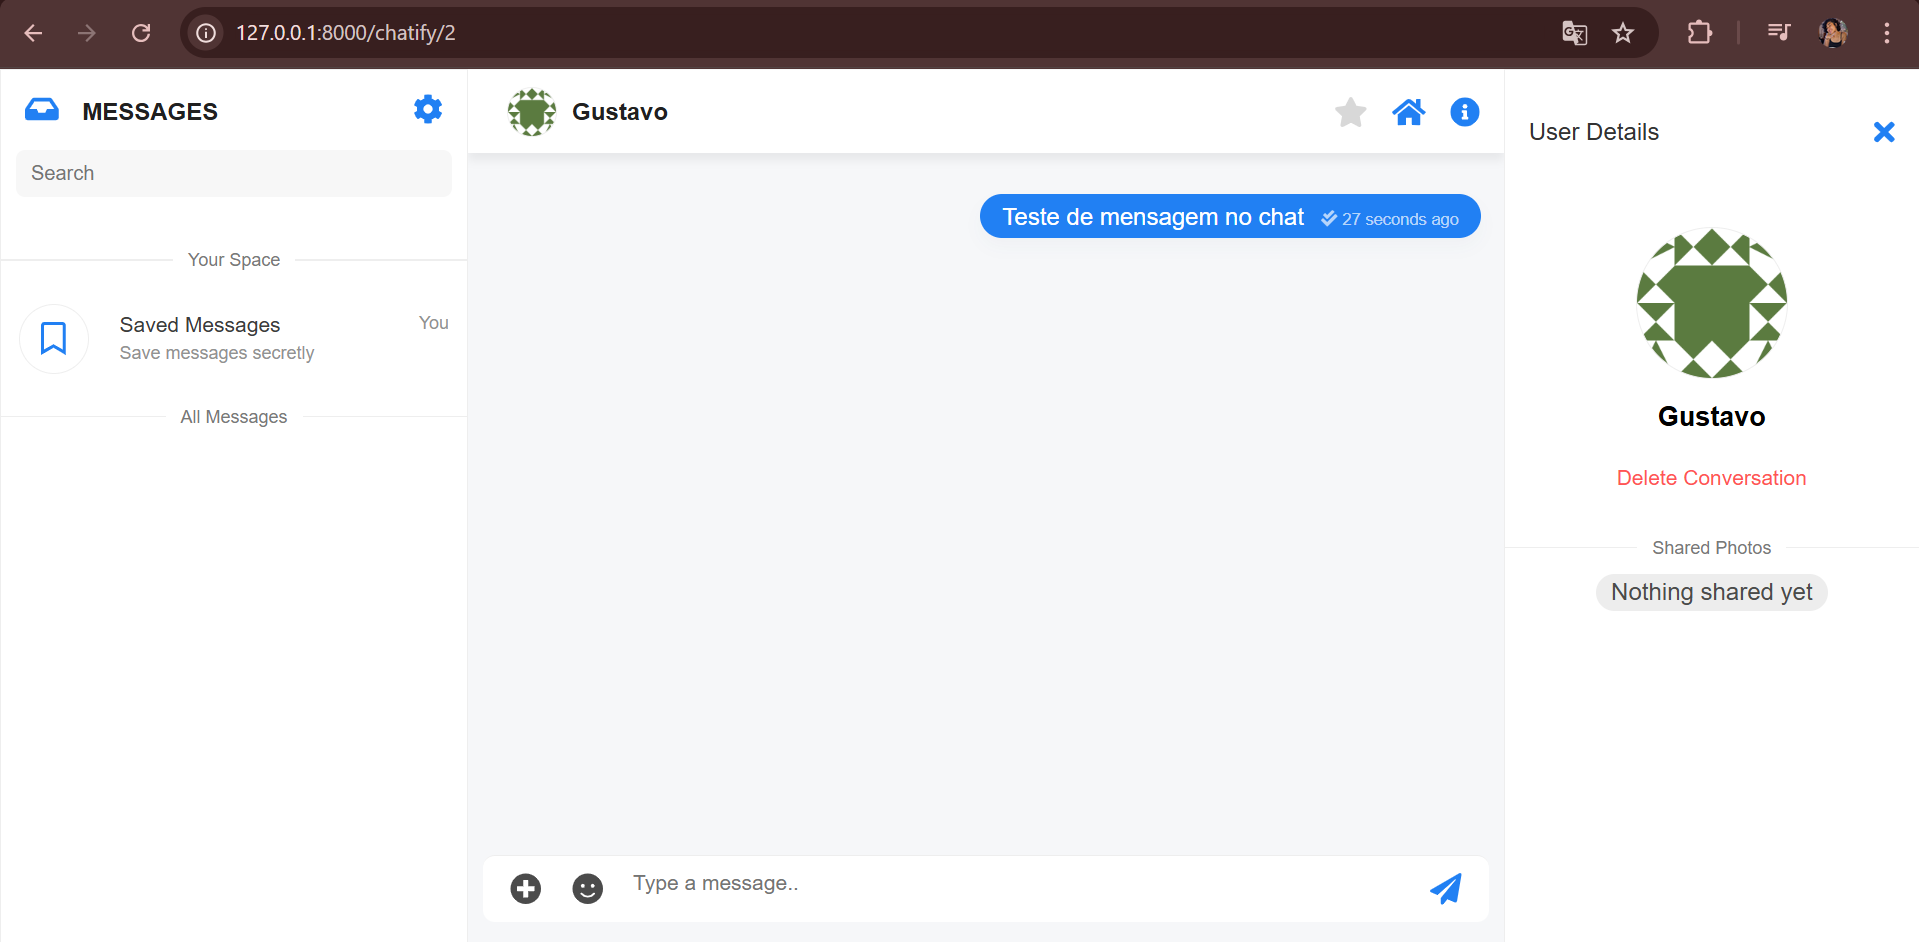 127.0.0.1:8000/chatify/2
MESSAGES
Search
Your Space
Saved Messages
You
Save messages secretly
All Messages
Gustavo
Teste de mensagem no chat 27 seconds ago
Type a message..
User Details
Gustavo
Delete Conversation
Shared Photos
Nothing shared yet